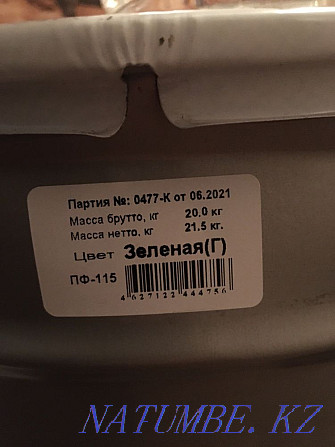 Партия №: 0477-К от 06.2021
Масса брутто, кг 20.0 кг
Масса нетто, кг 21.5 кг.
Цвет Зеленая(Г)
ПФ-115
4627122444756
NATUMBE. KZ